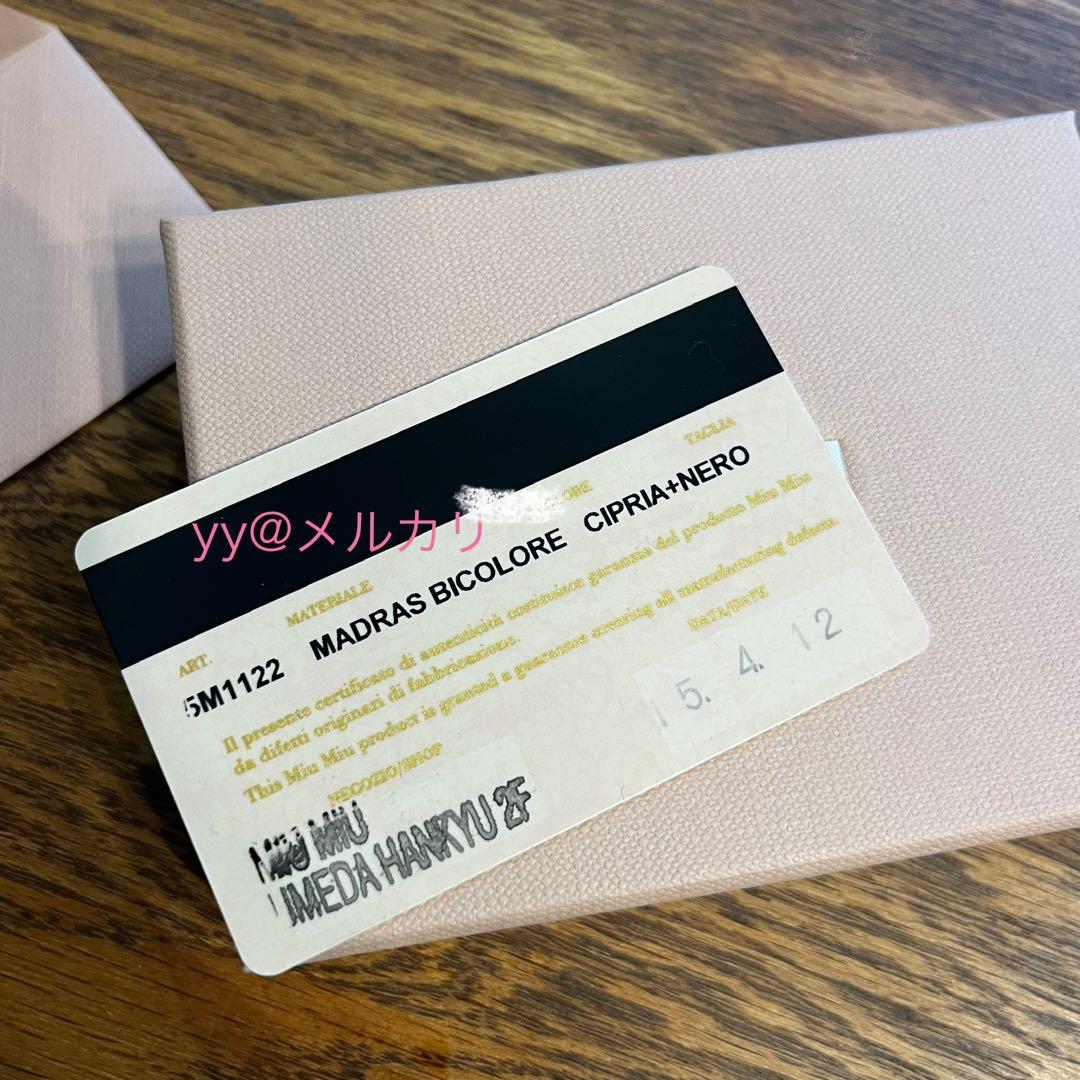 TAGLIA
yy@メルカリ
MATERIALE
MADRAS BICOLORE CIPRIA+NERO
ART.
5M1122
Il presente certificato di autenticità costituisce garanzia del prodotto Miu Miu
da difetti originari di fabbricazione.
This Miu Miu product is granted a guarantee covering all manufacturing defects.
DATA/DATE
15. 4. 12
NEGOZIO/SHOP
MIU MIU
UMEDA HANKYU 2F